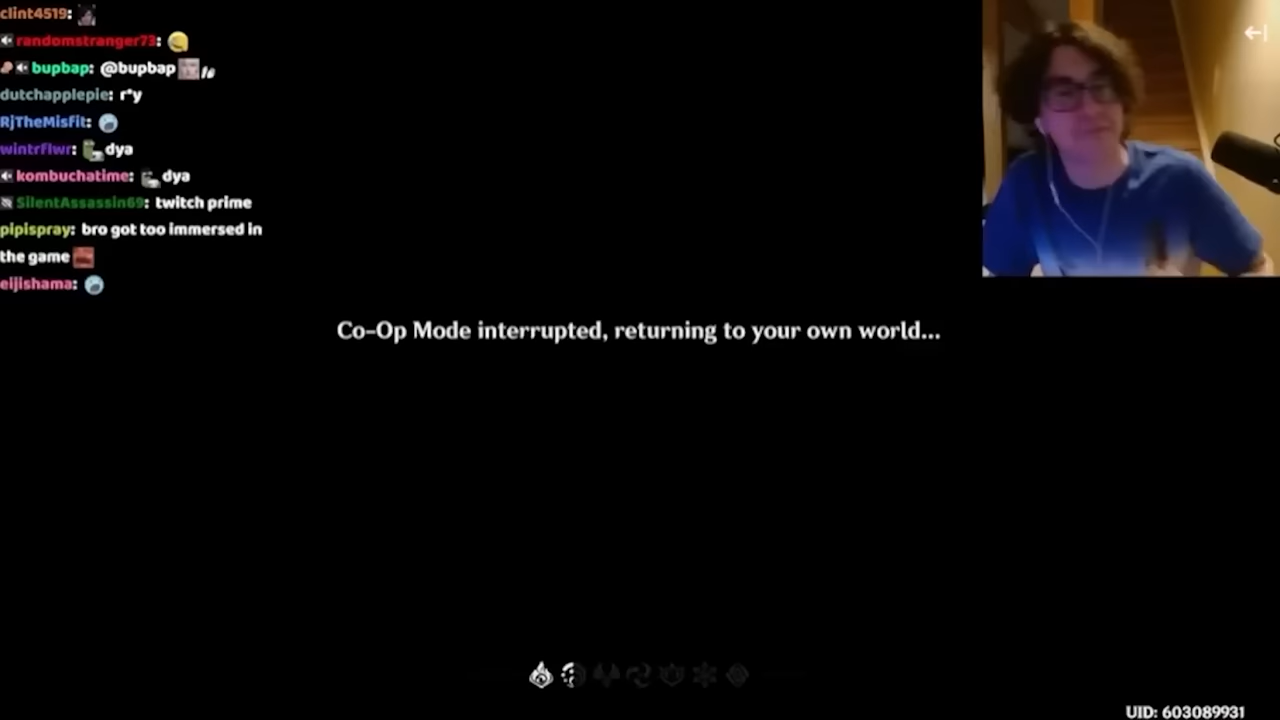 clint4519:
randomstranger73:
bupbap: @bupbap
dutchapplepie: r*y
RjTheMisfit:
wintrflwr: dya
kombuchatime: dya
SilentAssassin69: twitch prime
pipispray: bro got too immersed in
the game
eijishama:
Co-Op Mode interrupted, returning to your own world...
UID: 603089931